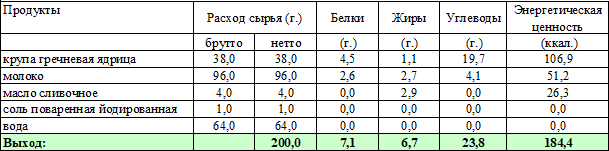 Продукты Расход сырья (г.) Белки Жиры Углеводы Энергетическая ценность
брутто нетто (г.) (г.) (г.) (ккал.)
крупа гречневая ядрица 38,0 38,0 4,5 1,1 19,7 106,9
молоко 96,0 96,0 2,6 2,7 4,1 51,2
масло сливочное 4,0 4,0 0,0 2,9 0,0 26,3
соль поваренная йодированная 1,0 1,0 0,0 0,0 0,0 0,0
вода 64,0 64,0 0,0 0,0 0,0 0,0
Выход: 200,0 7,1 6,7 23,8 184,4